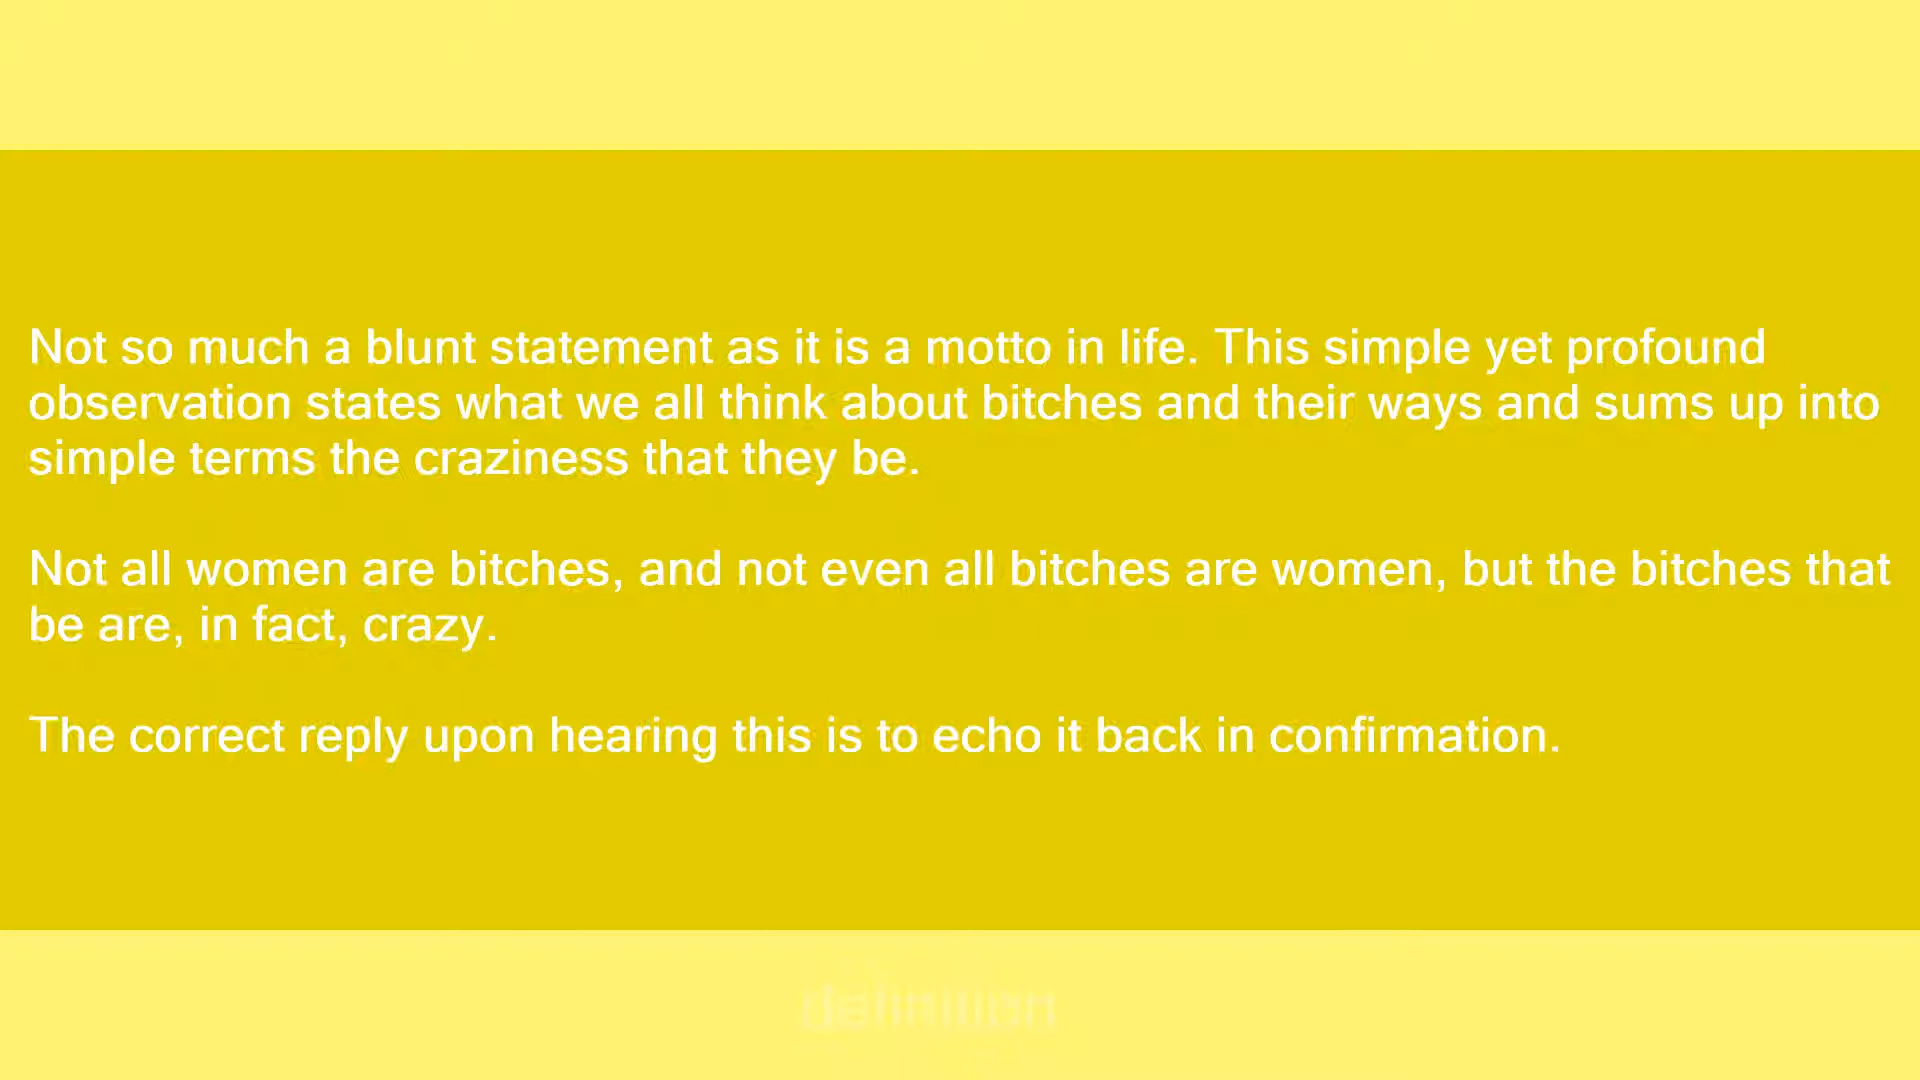 Not so much a blunt statement as it is a motto in life. This simple yet profound
observation states what we all think about bitches and their ways and sums up into
simple terms the craziness that they be.
Not all women are bitches, and not even all bitches are women, but the bitches that
be are, in fact, crazy.
The correct reply upon hearing this is to echo it back in confirmation.
definition